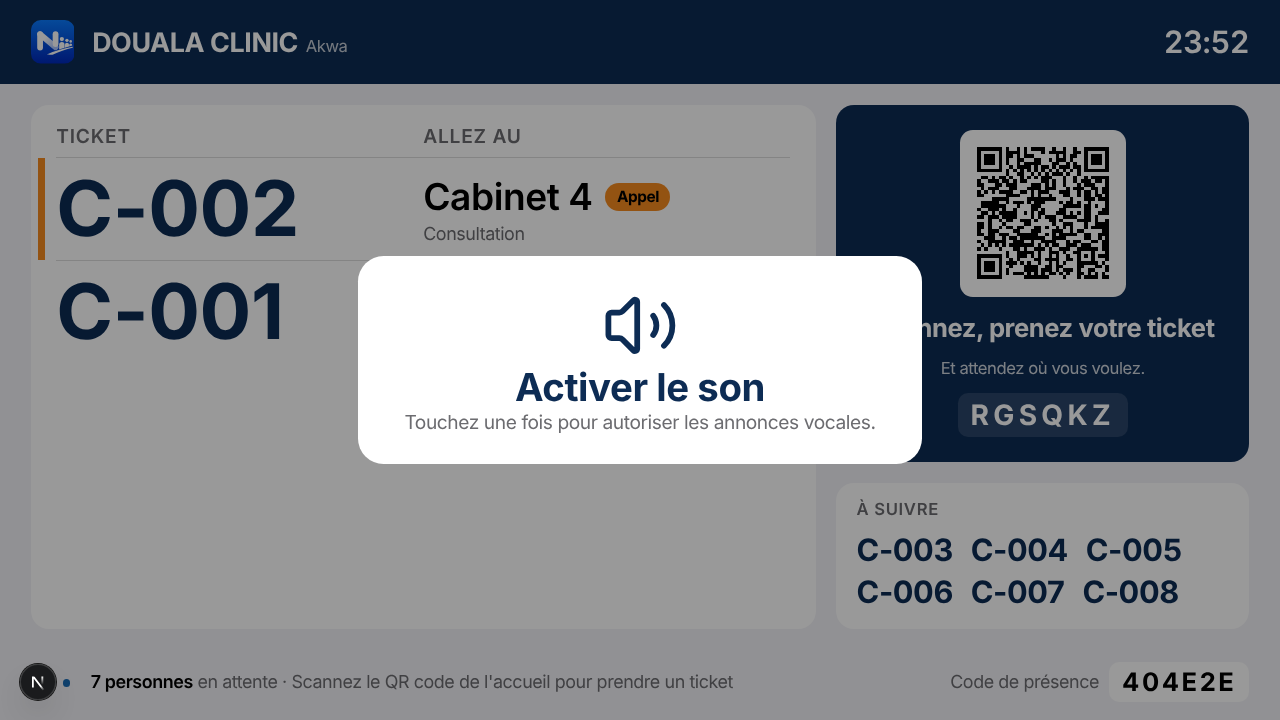 DOUALA CLINIC Akwa
23:52
TICKET
ALLEZ AU
C-002
Cabinet 4
Appel
Consultation
C-001
Activer le son
Touchez une fois pour autoriser les annonces vocales.
prenez votre ticket
Et attendez où vous voulez.
RGSQKZ
À SUIVRE
C-003 C-004 C-005
C-006 C-007 C-008
N
7 personnes en attente · Scannez le QR code de l'accueil pour prendre un ticket
Code de présence 404E2E